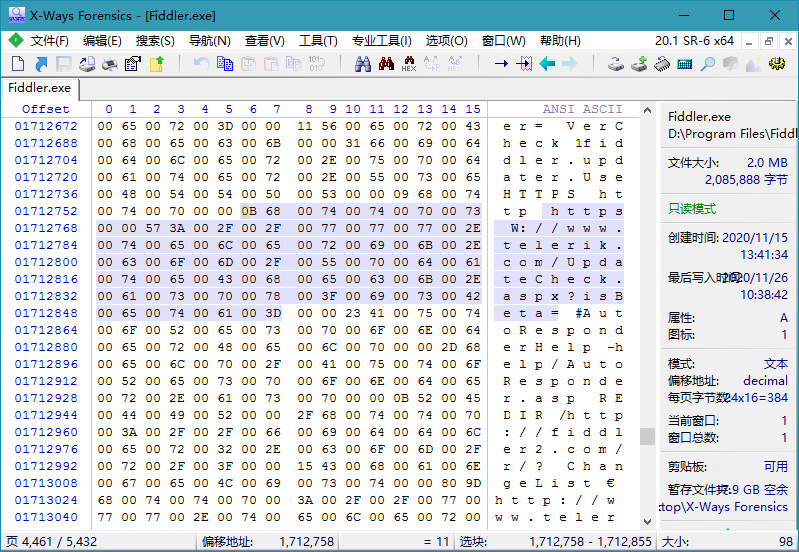 X-Ways Forensics - [Fiddler.exe]
文件(F) 编辑(E) 搜索(S) 导航(N) 查看(V) 工具(T) 专业工具(I) 选项(O) 窗口(W) 帮助(H) 20.1 SR-6 x64
Fiddler.exe
Offset 0 1 2 3 4 5 6 7 8 9 10 11 12 13 14 15 ANSI ASCII
01712672 00 65 00 72 00 3D 00 00 11 56 00 65 00 72 00 43 e r = V e r C
01712688 00 68 00 65 00 63 00 6B 00 00 31 66 00 69 00 64 h e c k 1f i d
01712704 00 64 00 6C 00 65 00 72 00 2E 00 75 00 70 00 64 d l e r . u p d
01712720 00 61 00 74 00 65 00 72 00 2E 00 55 00 73 00 65 a t e r . U s e
01712736 00 48 00 54 00 54 00 50 00 53 00 00 09 68 00 74 H T T P S h t
01712752 00 74 00 70 00 00 0B 68 00 74 00 74 00 70 00 73 t p h t t p s
01712768 00 00 57 3A 00 2F 00 2F 00 77 00 77 00 77 00 2E W: / / w w w .
01712784 00 74 00 65 00 6C 00 65 00 72 00 69 00 6B 00 2E t e l e r i k .
01712800 00 63 00 6F 00 6D 00 2F 00 55 00 70 00 64 00 61 c o m / U p d a
01712816 00 74 00 65 00 43 00 68 00 65 00 63 00 6B 00 2E t e C h e c k .
01712832 00 61 00 73 00 70 00 78 00 3F 00 69 00 73 00 42 a s p x ? i s B
01712848 00 65 00 74 00 61 00 3D 00 00 23 41 00 75 00 74 e t a = #A u t
01712864 00 6F 00 52 00 65 00 73 00 70 00 6F 00 6E 00 64 o R e s p o n d
01712880 00 65 00 72 00 48 00 65 00 6C 00 70 00 00 2D 68 e r H e l p -h
01712896 00 65 00 6C 00 70 00 2F 00 41 00 75 00 74 00 6F e l p / A u t o
01712912 00 52 00 65 00 73 00 70 00 6F 00 6E 00 64 00 65 R e s p o n d e
01712928 00 72 00 2E 00 61 00 73 00 70 00 00 0B 52 00 45 r . a s p R E
01712944 00 44 00 49 00 52 00 00 2F 68 00 74 00 74 00 70 D I R /h t t p
01712960 00 3A 00 2F 00 2F 00 66 00 69 00 64 00 64 00 6C : / / f i d d l
01712976 00 65 00 72 00 32 00 2E 00 63 00 6F 00 6D 00 2F e r 2 . c o m /
01712992 00 72 00 2F 00 3F 00 00 15 43 00 68 00 61 00 6E r / ? C h a n
01713008 00 67 00 65 00 4C 00 69 00 73 00 74 00 00 80 9D g e L i s t €
01713024 68 00 74 00 74 00 70 00 3A 00 2F 00 2F 00 77 00 h t t p : / / w
01713040 77 00 77 00 2E 00 74 00 65 00 6C 00 65 00 72 00 w w . t e l e r
Fiddler.exe
D:\Program Files\Fiddl
文件大小: 2.0 MB
2,085,888 字节
只读模式
创建时间: 2020/11/15
13:41:34
最后写入时间: 2020/11/26
10:38:42
属性: A
图标: 1
模式: 文本
偏移地址: decimal
每页字节数: 24x16=384
当前窗口: 1
窗口总数: 1
剪贴板: 可用
暂存文件夹: 9 GB 空余
top\X-Ways Forensics
页 4,461 / 5,432 偏移地址: 1,712,758 = 11 选块: 1,712,758 - 1,712,855 大小: 98